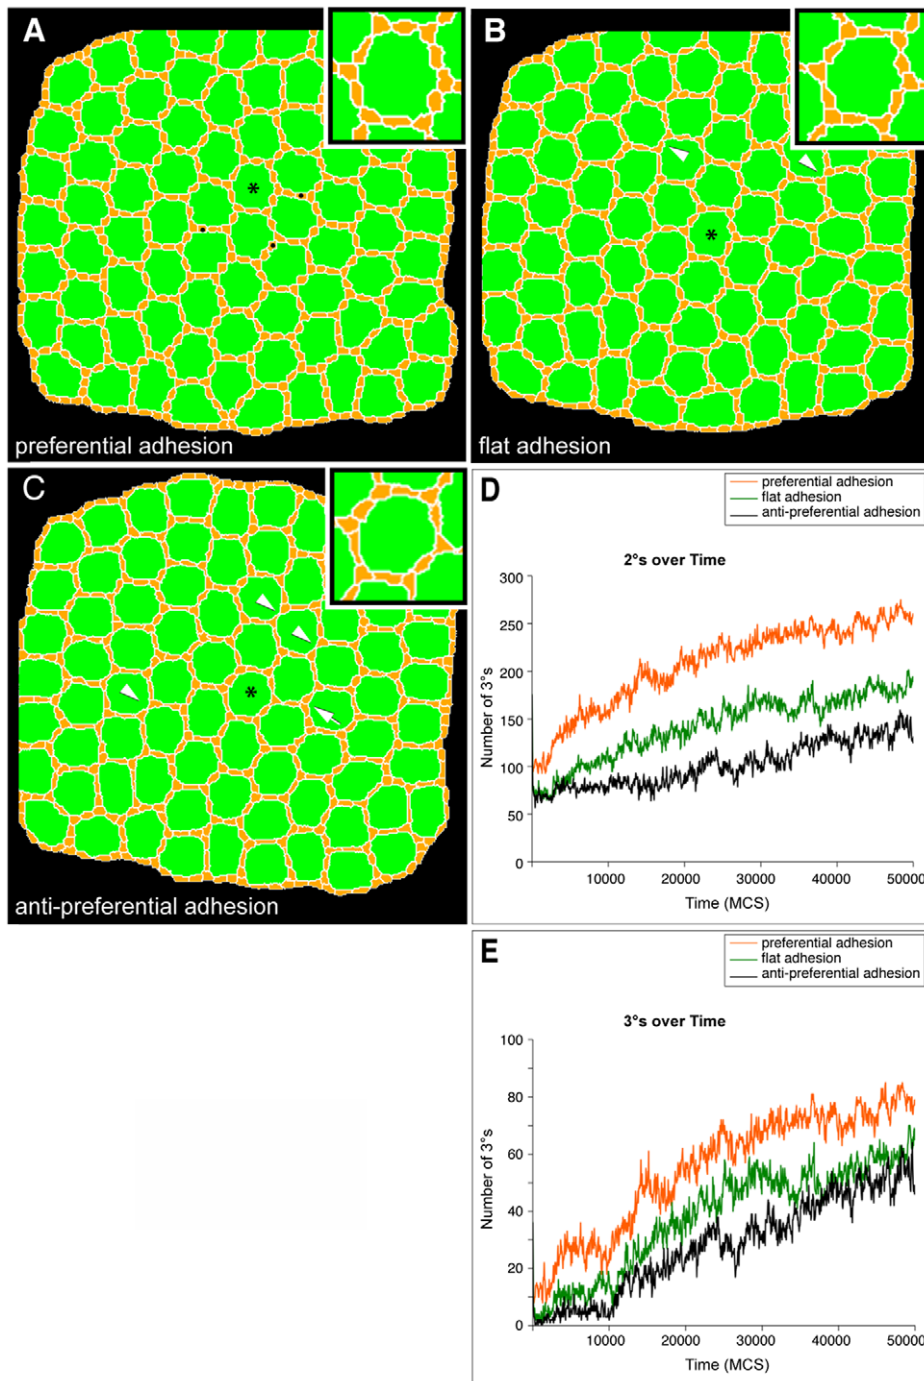 A
*
preferential adhesion
B
*
flat adhesion
C
*
anti-preferential adhesion
D
preferential adhesion
flat adhesion
anti-preferential adhesion
2°s over Time
Number of 3°s
300
250
200
150
100
50
0
10000 20000 30000 40000 50000
Time (MCS)
E
preferential adhesion
flat adhesion
anti-preferential adhesion
3°s over Time
Number of 3°s
100
80
60
40
20
0
10000 20000 30000 40000 50000
Time (MCS)